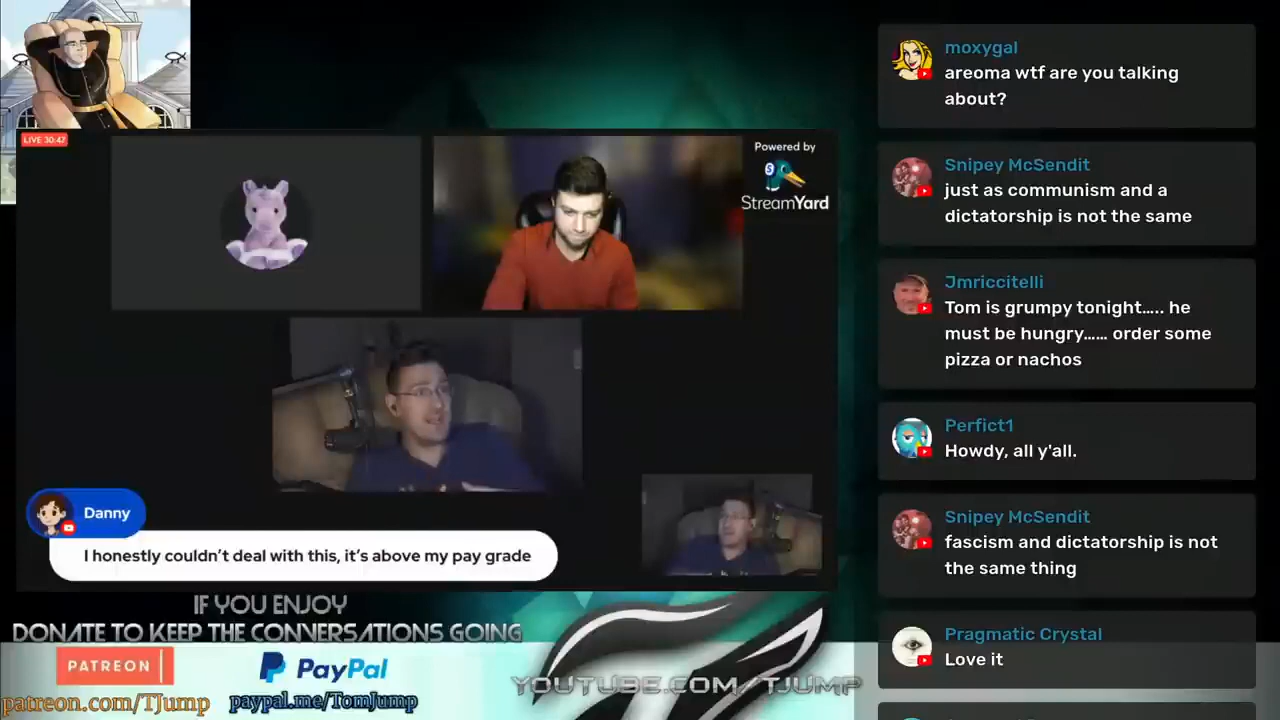 LIVE 30:47
Powered by
StreamYard
Danny
I honestly couldn't deal with this, it's above my pay grade
IF YOU ENJOY
DONATE TO KEEP THE CONVERSATIONS GOING
PATREON
PayPal
patreon.com/TJump
paypal.me/TomJump
YOUTUBE.COM/TJUMP
moxygal
areoma wtf are you talking
about?
Snipey McSendit
just as communism and a
dictatorship is not the same
Jmriccitelli
Tom is grumpy tonight..... he
must be hungry...... order some
pizza or nachos
Perfict1
Howdy, all y'all.
Snipey McSendit
fascism and dictatorship is not
the same thing
Pragmatic Crystal
Love it